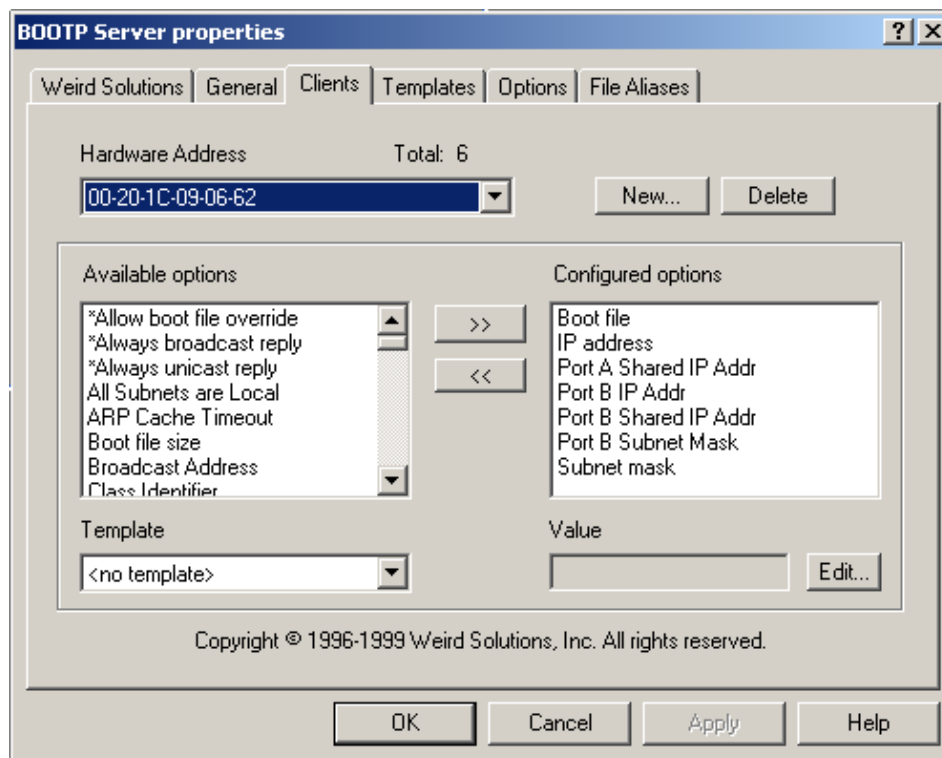 BOOTP Server properties
Weird Solutions General Clients Templates Options File Aliases
Hardware Address Total: 6
00-20-1C-09-06-62 New... Delete
Available options Configured options
*Allow boot file override
*Always broadcast reply
*Always unicast reply
All Subnets are Local
ARP Cache Timeout
Boot file size
Broadcast Address
Class Identifier
>>
<<
Boot file
IP address
Port A Shared IP Addr
Port B IP Addr
Port B Shared IP Addr
Port B Subnet Mask
Subnet mask
Template Value
<no template> Edit...
Copyright © 1996-1999 Weird Solutions, Inc. All rights reserved.
OK Cancel Apply Help